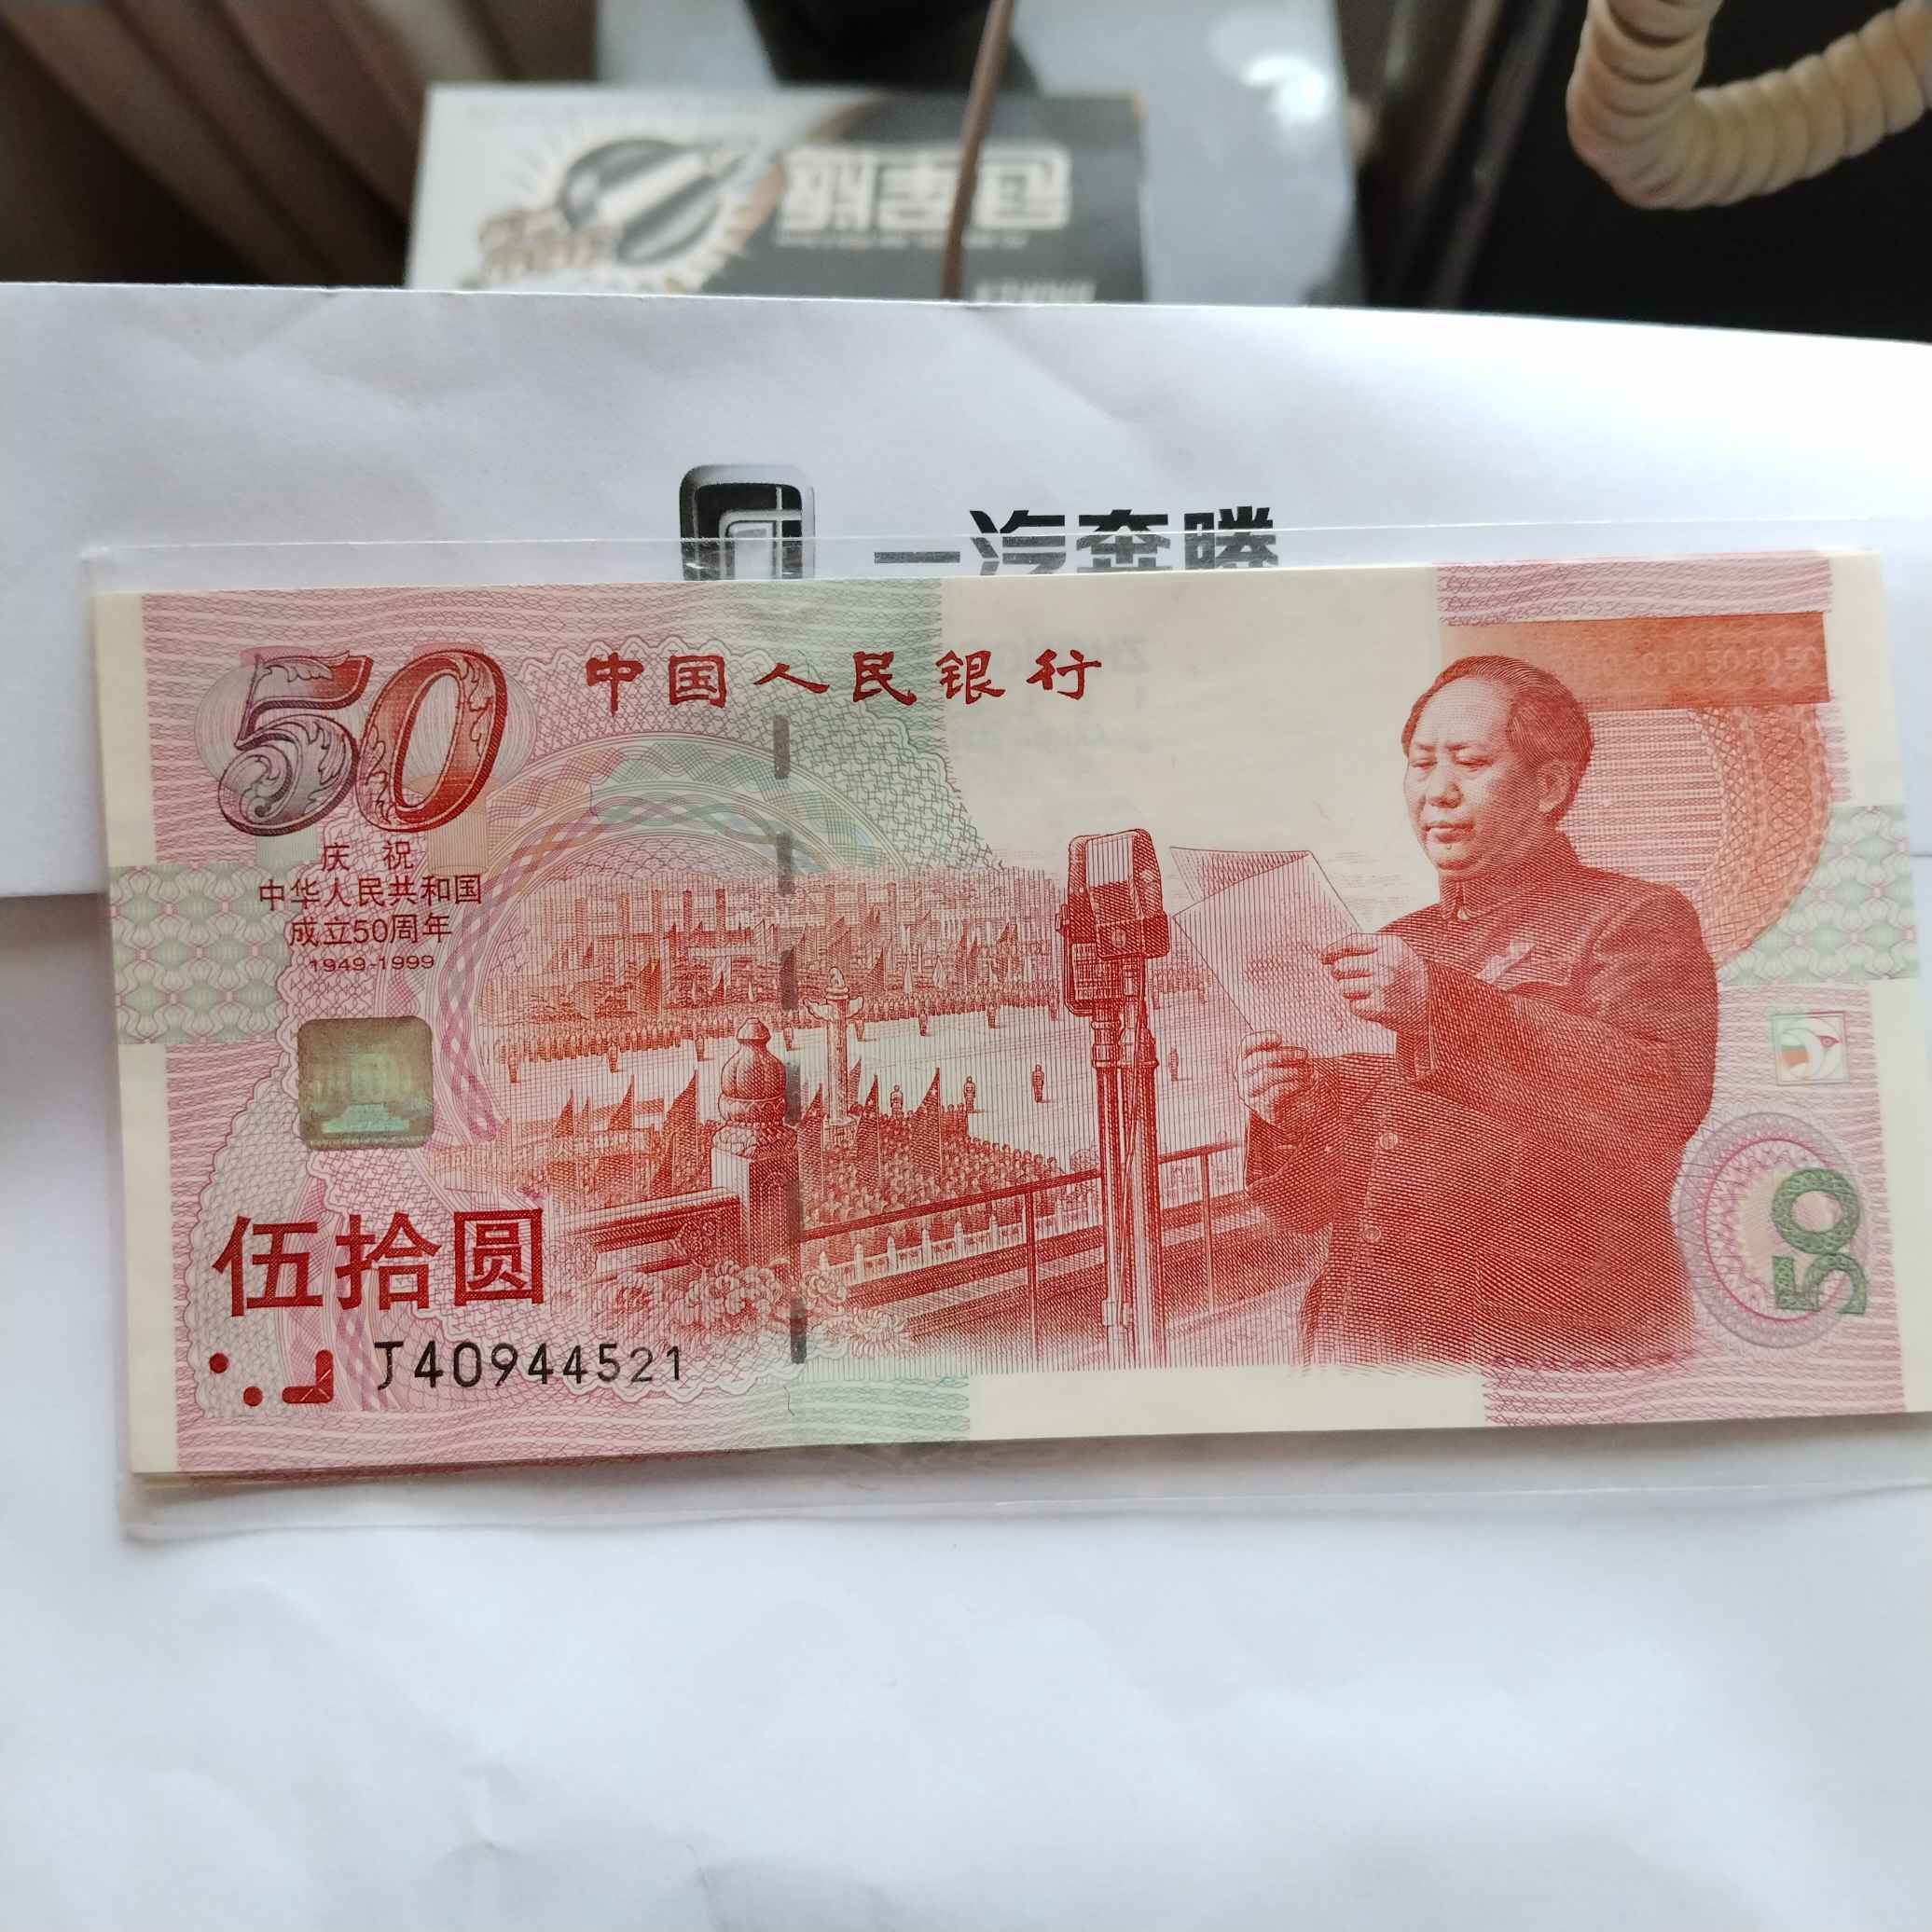 一汽奔腾
中国人民银行
50
庆祝
中华人民共和国
成立50周年
1949-1999
伍拾圆
J40944521
50